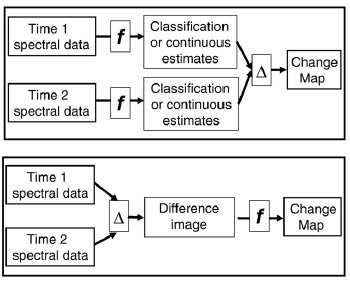 Time 1
spectral data
f
Classification
or continuous
estimates
Time 2
spectral data
f
Classification
or continuous
estimates
Δ
Change
Map
Time 1
spectral data
Time 2
spectral data
Δ
Difference
image
f
Change
Map